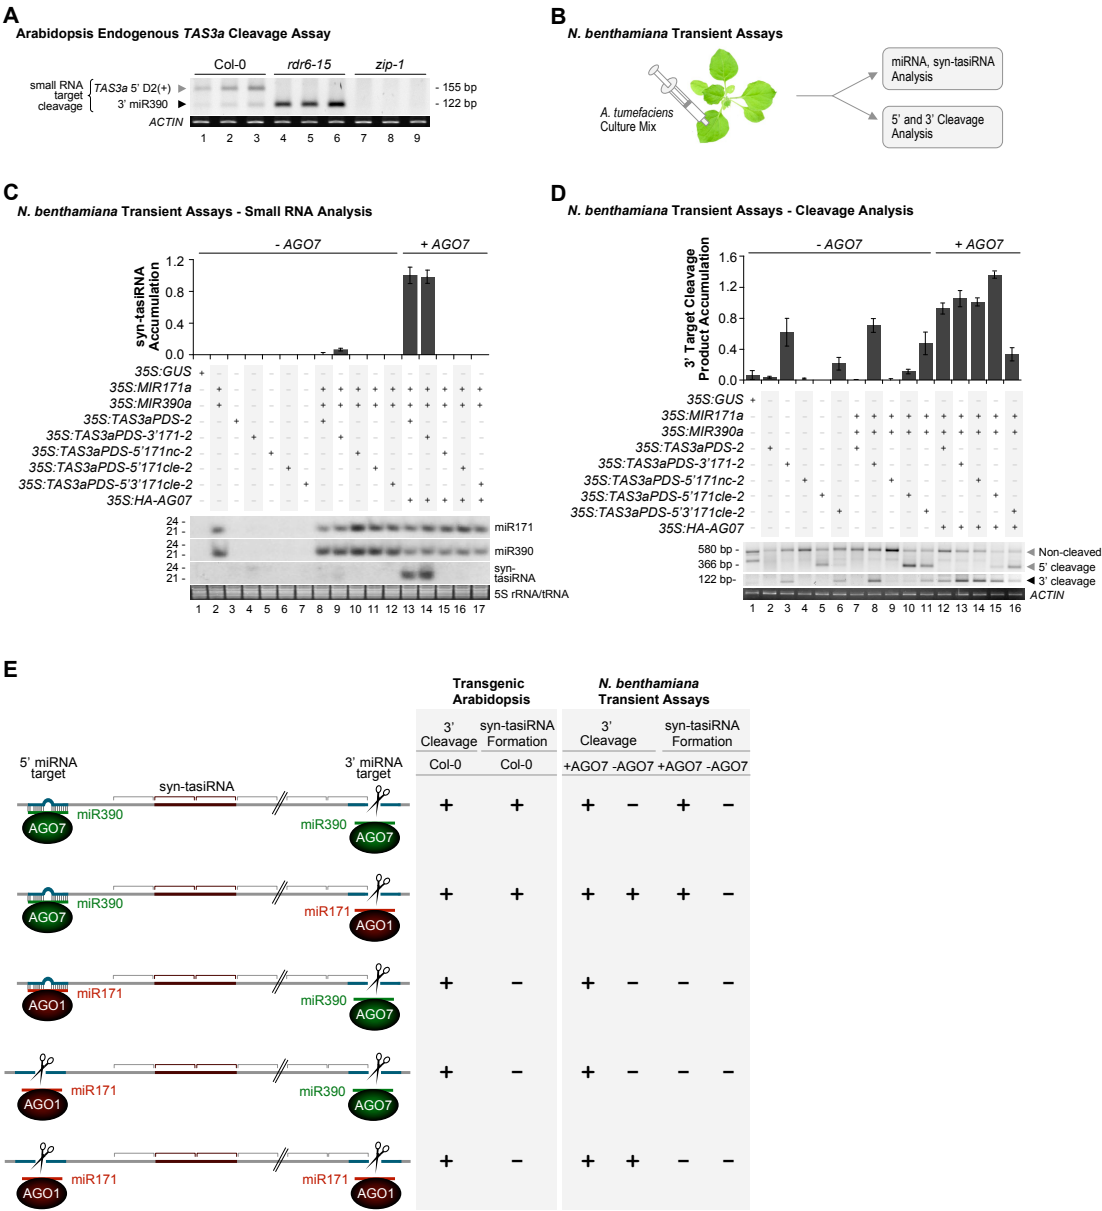 A
Arabidopsis Endogenous TAS3a Cleavage Assay
Col-0 rdr6-15 zip-1
small RNA target cleavage
TAS3a 5' D2(+)
3' miR390
- 155 bp
- 122 bp
ACTIN
1 2 3 4 5 6 7 8 9
B
N. benthamiana Transient Assays
A. tumefaciens
Culture Mix
miRNA, syn-tasiRNA
Analysis
5' and 3' Cleavage
Analysis
C
N. benthamiana Transient Assays - Small RNA Analysis
- AGO7 + AGO7
syn-tasiRNA
Accumulation
1.2
0.8
0.4
0.0
35S:GUS +
35S:MIR171a
35S:MIR390a
35S:TAS3aPDS-2
35S:TAS3aPDS-3'171-2
35S:TAS3aPDS-5'171nc-2
35S:TAS3aPDS-5'171cle-2
35S:TAS3aPDS-5'3'171cle-2
35S:HA-AG07
24 -
21 -
miR171
24 -
21 -
miR390
24 -
21 -
syn-
tasiRNA
5S rRNA/tRNA
1 2 3 4 5 6 7 8 9 10 11 12 13 14 15 16 17
D
N. benthamiana Transient Assays - Cleavage Analysis
- AGO7 + AGO7
3' Target Cleavage
Product Accumulation
1.6
1.2
0.8
0.4
0.0
35S:GUS +
35S:MIR171a
35S:MIR390a
35S:TAS3aPDS-2
35S:TAS3aPDS-3'171-2
35S:TAS3aPDS-5'171nc-2
35S:TAS3aPDS-5'171cle-2
35S:TAS3aPDS-5'3'171cle-2
35S:HA-AG07
580 bp -
366 bp -
122 bp-
Non-cleaved
5' cleavage
3' cleavage
ACTIN
1 2 3 4 5 6 7 8 9 10 11 12 13 14 15 16
E
Transgenic
Arabidopsis
N. benthamiana
Transient Assays
3'
Cleavage
syn-tasiRNA
Formation
3'
Cleavage
syn-tasiRNA
Formation
Col-0 Col-0 +AGO7 -AGO7 +AGO7 -AGO7
5' miRNA
target
syn-tasiRNA
3' miRNA
target
miR390 AGO7 miR390 AGO7 + + + − + −
miR390 AGO7 miR171 AGO1 + + + + + −
miR171 AGO1 miR390 AGO7 + − + − − −
miR171 AGO1 miR390 AGO7 + − + − − −
miR171 AGO1 miR171 AGO1 + − + + − −